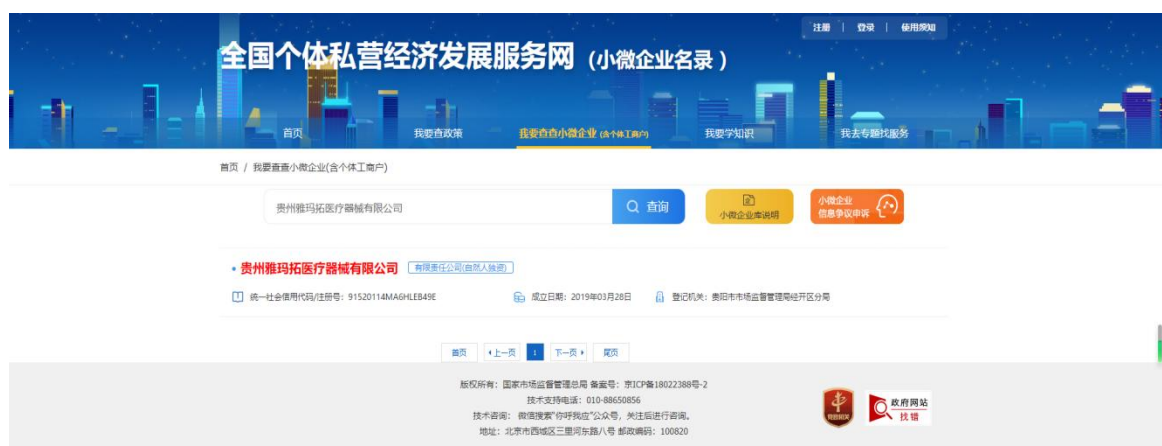 注册 | 登录 | 使用须知
全国个体私营经济发展服务网（小微企业名录）
首页 我要查政策 我要查查小微企业 (含个体工商户) 我要学知识 我去专题找服务
首页 / 我要查查小微企业(含个体工商户)
贵州雅玛拓医疗器械有限公司 查询 小微企业库说明
小微企业
信息争议申诉
贵州雅玛拓医疗器械有限公司 有限责任公司(自然人独资)
统一社会信用代码/注册号：91520114MA6HLEB49E 成立日期：2019年03月28日 登记机关：贵阳市市场监督管理局经开区分局
首页 上一页 1 下一页 尾页
版权所有：国家市场监督管理总局 备案号：京ICP备18022388号-2
技术支持电话：010-88650856
技术咨询： 微信搜索"你呼我应"公众号，关注后进行咨询。
地址：北京市西城区三里河东路八号 邮政编码：100820
党政机关
政府网站
找错